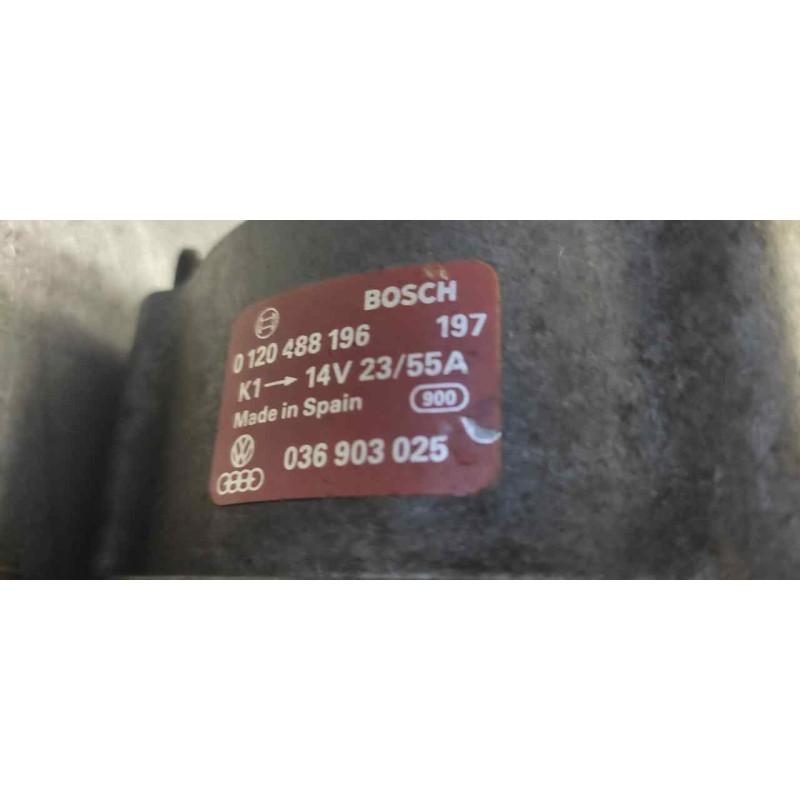 BOSCH
0 120 488 196 197
K1→ 14V 23/55A
Made in Spain 900
036 903 025